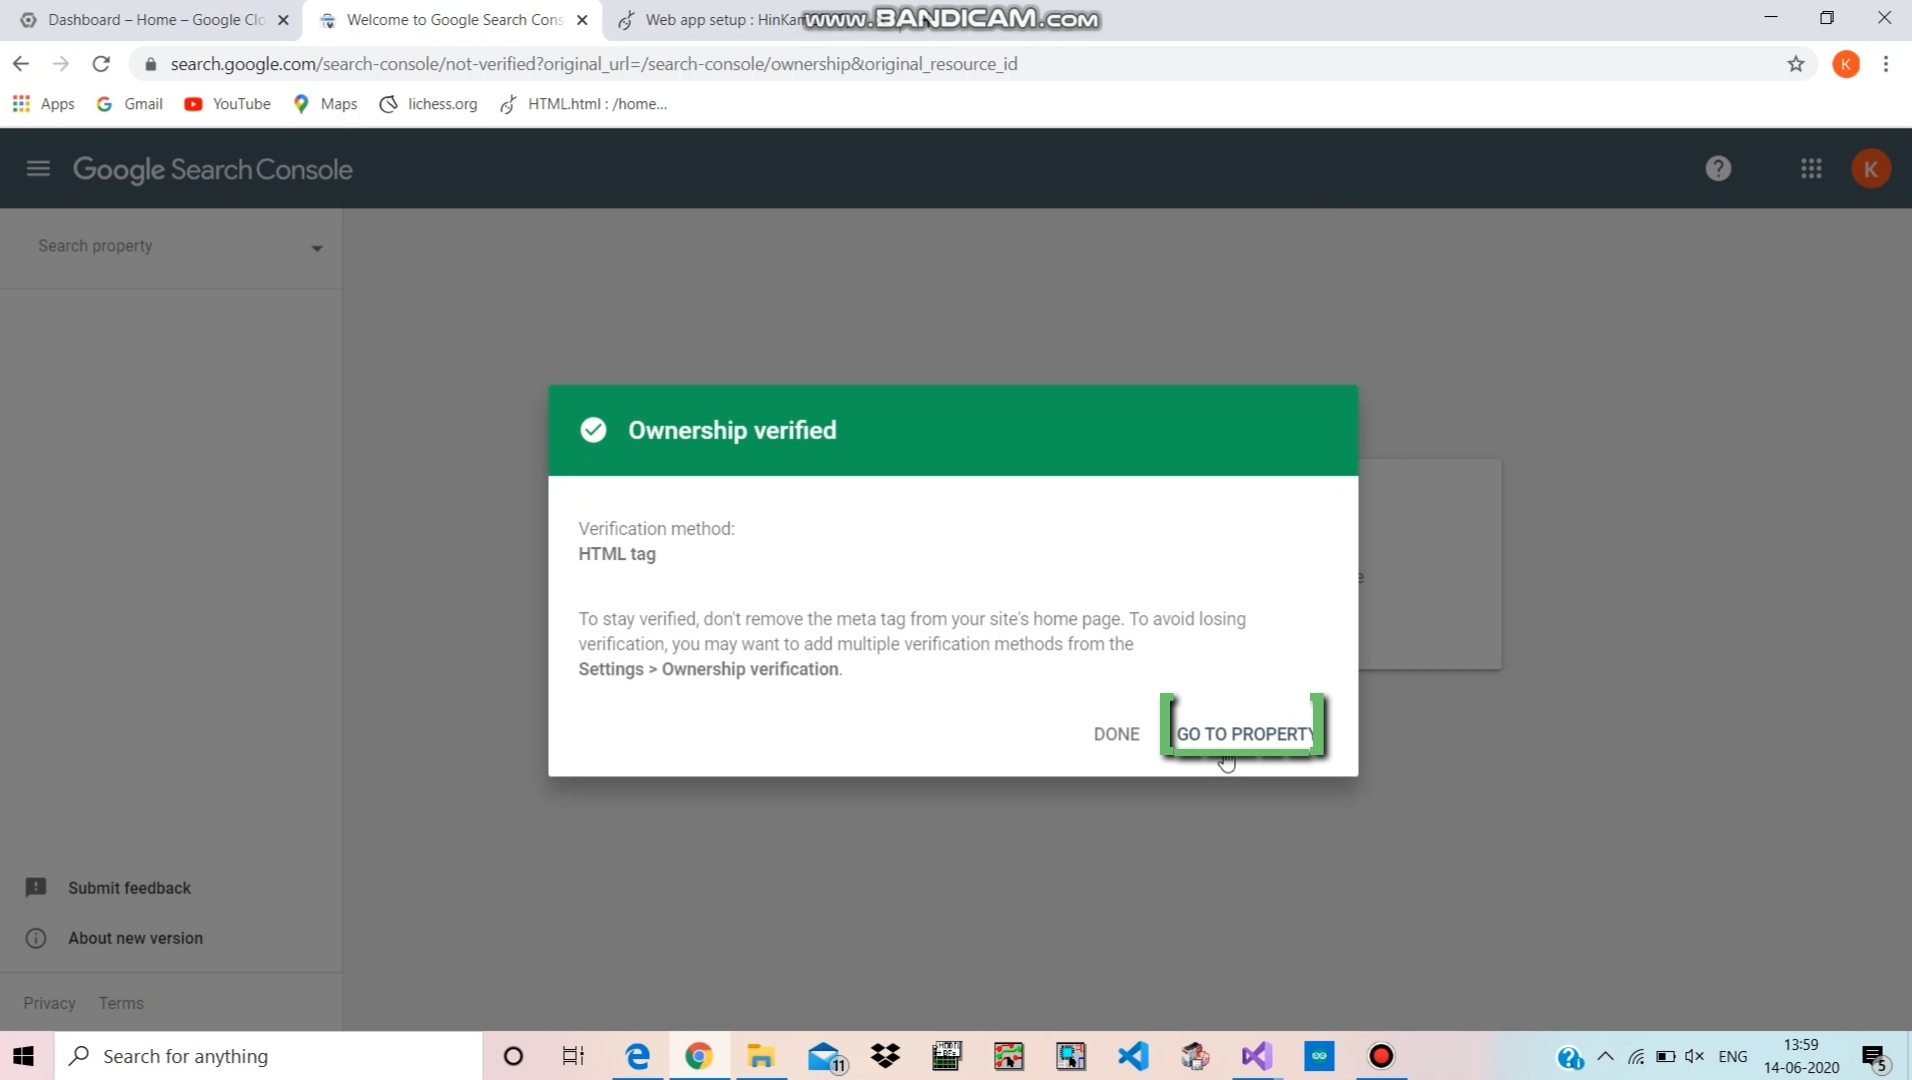 Dashboard – Home – Google Clo
Welcome to Google Search Cons
Web app setup : HinKam
www.BANDICAM.com
search.google.com/search-console/not-verified?original_url=/search-console/ownership&original_resource_id
K
Apps
Gmail
YouTube
Maps
lichess.org
HTML.html : /home...
Google Search Console
K
Search property
Ownership verified
Verification method:
HTML tag
e
To stay verified, don't remove the meta tag from your site's home page. To avoid losing
verification, you may want to add multiple verification methods from the
Settings > Ownership verification.
DONE
GO TO PROPERTY
Submit feedback
About new version
Privacy
Terms
Search for anything
11
ENG
13:59
14-06-2020
5